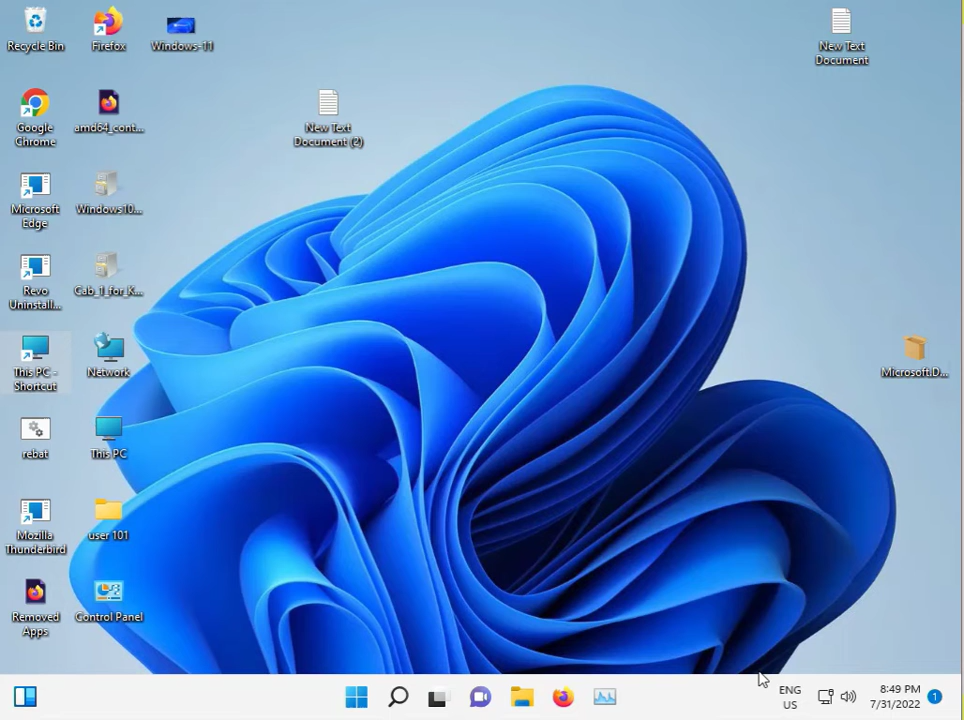 Recycle Bin
Firefox
Windows-11
New Text
Document
Google
Chrome
amd64_cont...
New Text
Document (2)
Microsoft
Edge
Windows10...
Revo
Uninstall...
Cab_1_for_K...
This PC -
Shortcut
Network
Microsoft.D...
rebat
This PC
Mozilla
Thunderbird
user 101
Removed
Apps
Control Panel
ENG
US
8:49 PM
7/31/2022
1